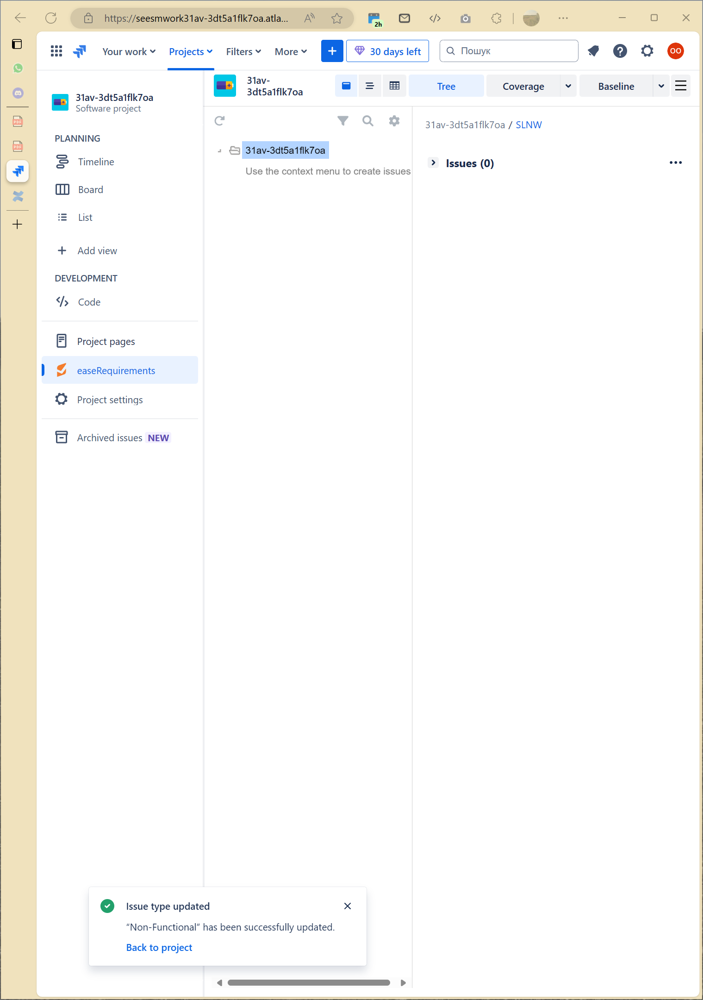 https://seesmwork31av-3dt5a1flk7oa.atla...
2h
Your work
Projects
Filters
More
30 days left
Пошук
OO
31av-3dt5a1flk7oa
Software project
PLANNING
Timeline
Board
List
Add view
DEVELOPMENT
Code
Project pages
easeRequirements
Project settings
Archived issues NEW
31av-
3dt5a1flk7oa
Tree
Coverage
Baseline
31av-3dt5a1flk7oa
Use the context menu to create issues
31av-3dt5a1flk7oa / SLNW
Issues (0)
Issue type updated
“Non-Functional” has been successfully updated.
Back to project
PDF
PDF